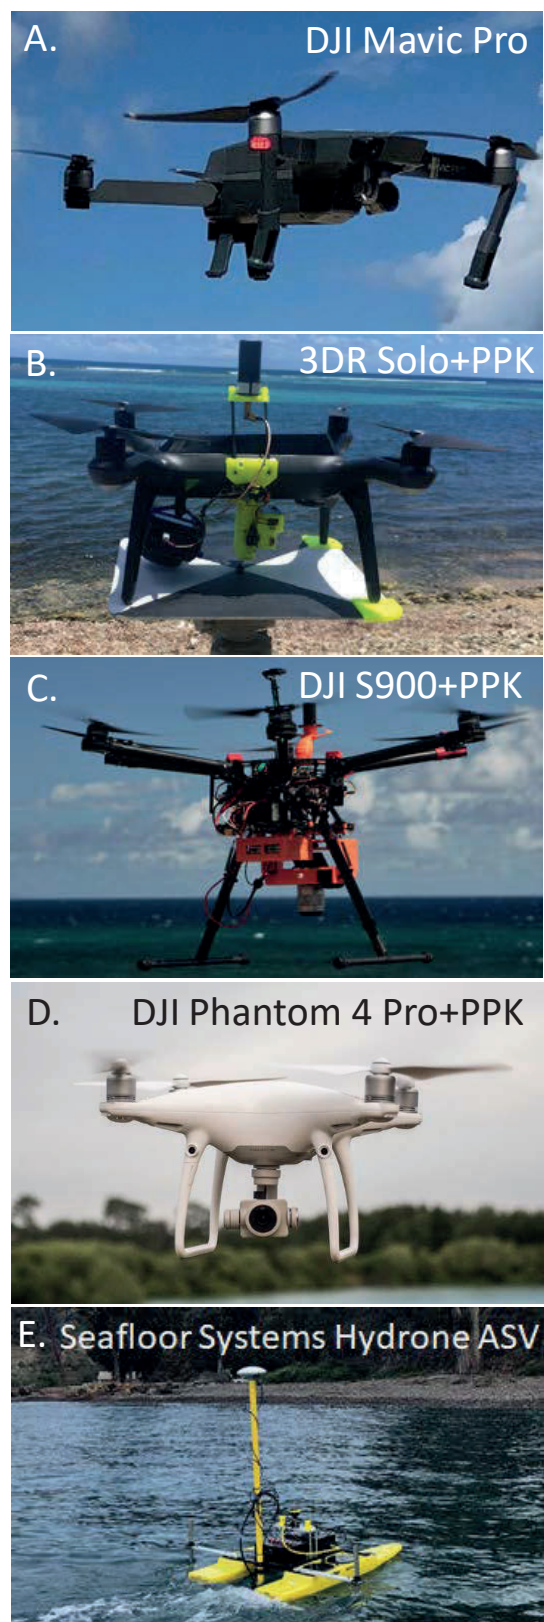 A. DJI Mavic Pro
B. 3DR Solo+PPK
C. DJI S900+PPK
D. DJI Phantom 4 Pro+PPK
E. Seafloor Systems Hydrone ASV